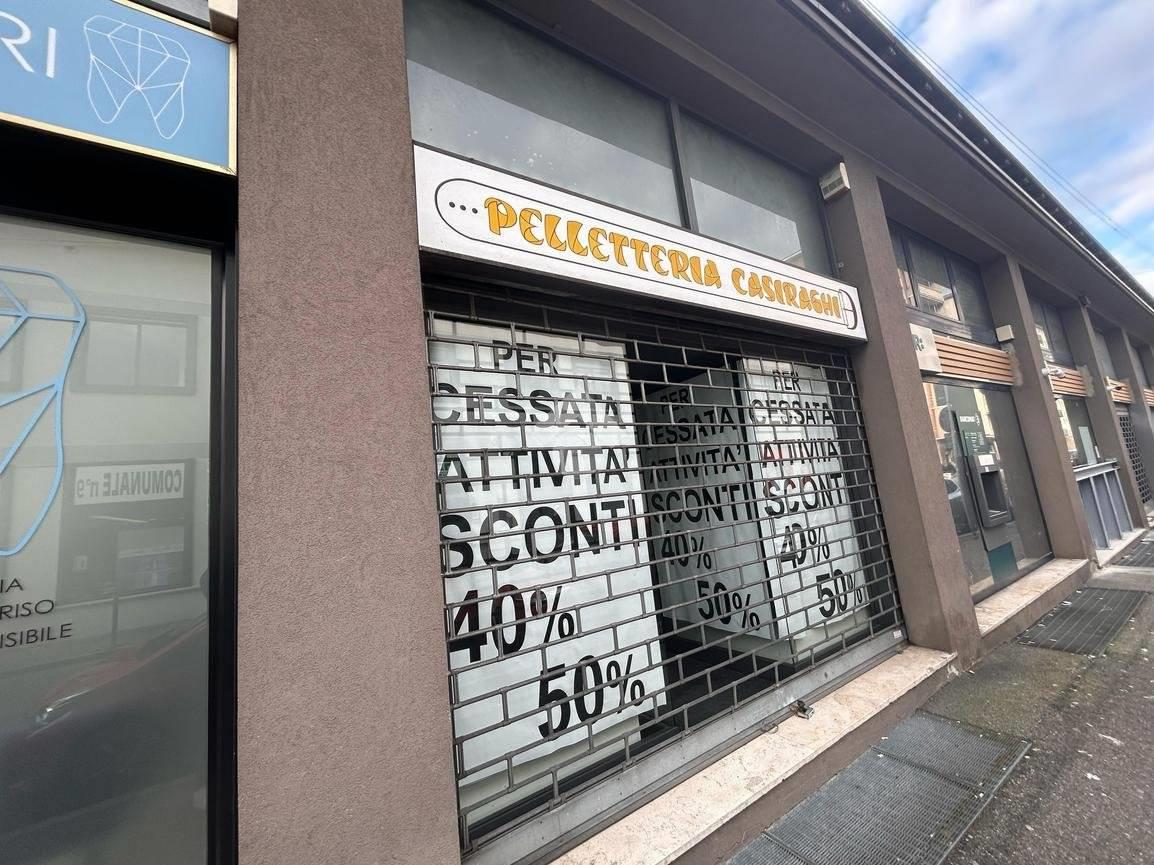 RI
...PELLETTERIA CASIRAGHI
PER
CESSATA
ATTIVITA'
SCONTI
40%
50%
PER
CESSATA
ATTIVITA'
SCONTI
40%
50%
PER
CESSATA
ATTIVITA
SCONTI
40%
50%
COMUNALE n°9
IA
RISO
ISIBILE